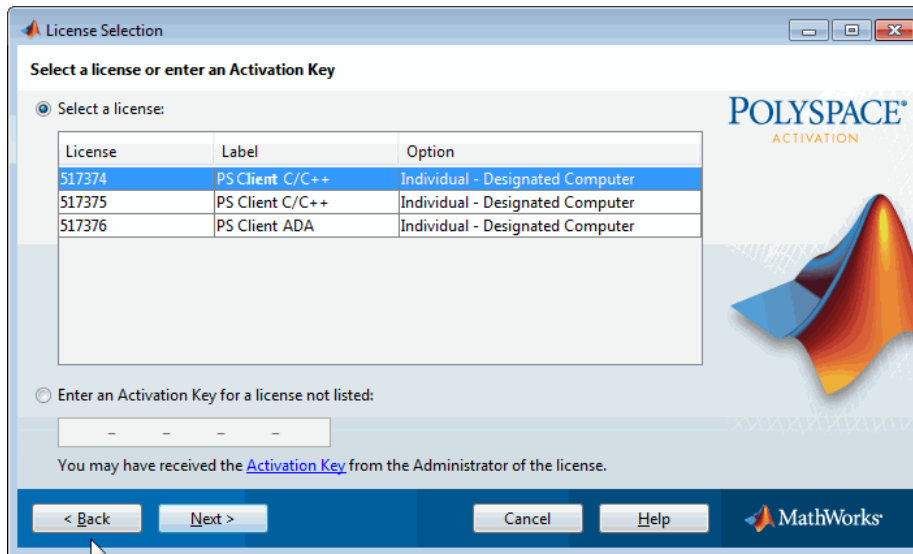 License Selection
Select a license or enter an Activation Key
Select a license:
POLYSPACE®
ACTIVATION
License Label Option
517374 PS Client C/C++ Individual - Designated Computer
517375 PS Client C/C++ Individual - Designated Computer
517376 PS Client ADA Individual - Designated Computer
Enter an Activation Key for a license not listed:
– – – –
You may have received the Activation Key from the Administrator of the license.
< Back Next > Cancel Help MathWorks®